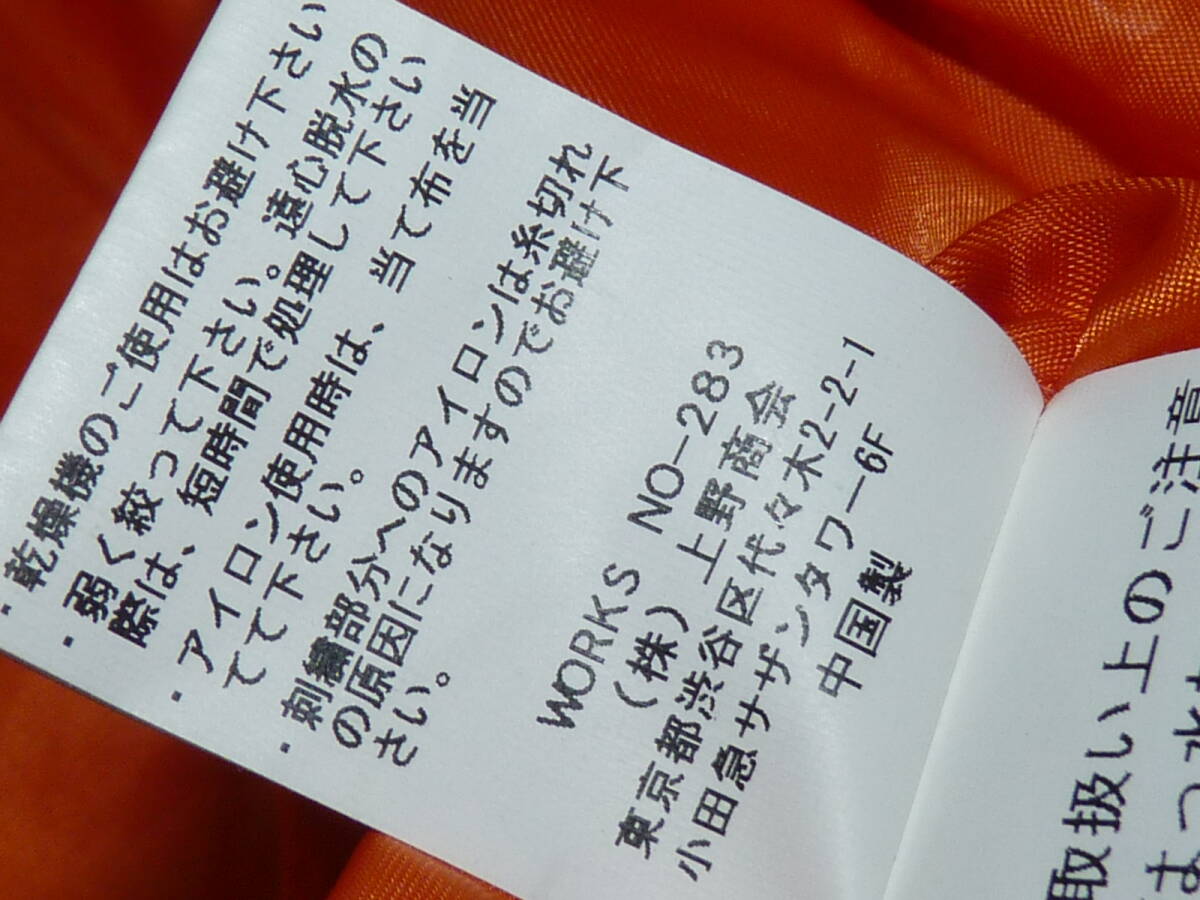 ・乾燥機のご使用はお避け下さい
・弱く絞って下さい。遠心脱水の
際は、短時間で処理して下さい
・アイロン使用時は、当て布を当
てて下さい。
・刺繍部分へのアイロンは糸切れ
の原因になりますのでお避け下
さい。
WORKS NO-283
(株) 上野商会
東京都渋谷区代々木2-2-1
小田急サザンタワー6F
中国製
取扱い上のご注意